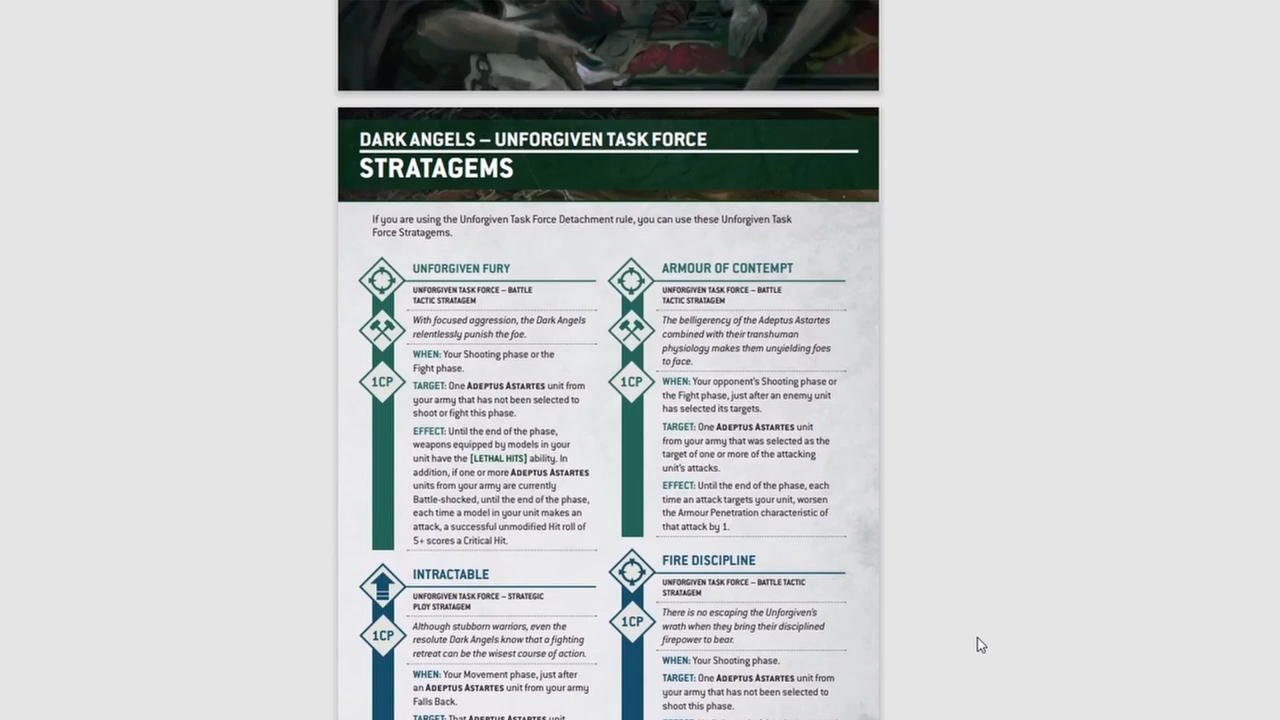 DARK ANGELS – UNFORGIVEN TASK FORCE
STRATAGEMS
If you are using the Unforgiven Task Force Detachment rule, you can use these Unforgiven Task
Force Stratagems.
UNFORGIVEN FURY
UNFORGIVEN TASK FORCE – BATTLE
TACTIC STRATAGEM
With focused aggression, the Dark Angels
relentlessly punish the foe.
1CP
WHEN: Your Shooting phase or the
Fight phase.
TARGET: One ADEPTUS ASTARTES unit from
your army that has not been selected to
shoot or fight this phase.
EFFECT: Until the end of the phase,
weapons equipped by models in your
unit have the [LETHAL HITS] ability. In
addition, if one or more ADEPTUS ASTARTES
units from your army are currently
Battle-shocked, until the end of the phase,
each time a model in your unit makes an
attack, a successful unmodified Hit roll of
5+ scores a Critical Hit.
INTRACTABLE
UNFORGIVEN TASK FORCE – STRATEGIC
PLOY STRATAGEM
1CP
Although stubborn warriors, even the
resolute Dark Angels know that a fighting
retreat can be the wisest course of action.
WHEN: Your Movement phase, just after
an ADEPTUS ASTARTES unit from your army
Falls Back.
TARGET: That ADEPTUS ASTARTES unit
ARMOUR OF CONTEMPT
UNFORGIVEN TASK FORCE – BATTLE
TACTIC STRATAGEM
The belligerency of the Adeptus Astartes
combined with their transhuman
physiology makes them unyielding foes
to face.
1CP
WHEN: Your opponent's Shooting phase or
the Fight phase, just after an enemy unit
has selected its targets.
TARGET: One ADEPTUS ASTARTES unit
from your army that was selected as the
target of one or more of the attacking
unit's attacks.
EFFECT: Until the end of the phase, each
time an attack targets your unit, worsen
the Armour Penetration characteristic of
that attack by 1.
FIRE DISCIPLINE
UNFORGIVEN TASK FORCE – BATTLE TACTIC
STRATAGEM
1CP
There is no escaping the Unforgiven's
wrath when they bring their disciplined
firepower to bear.
WHEN: Your Shooting phase.
TARGET: One ADEPTUS ASTARTES unit from
your army that has not been selected to
shoot this phase.